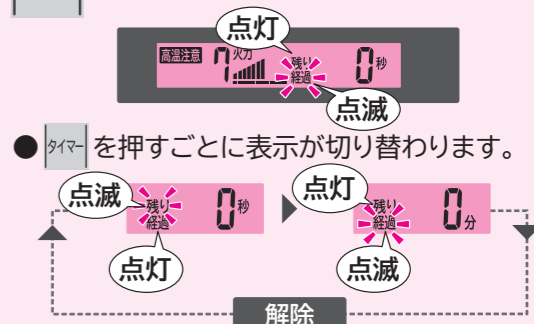 点灯
高温注意 7 火力 残り 経過 0秒
点滅
● タイマー を押すごとに表示が切り替わります。
点滅 残り 経過 0秒 点灯 残り 経過 0分
点灯 点滅
解除